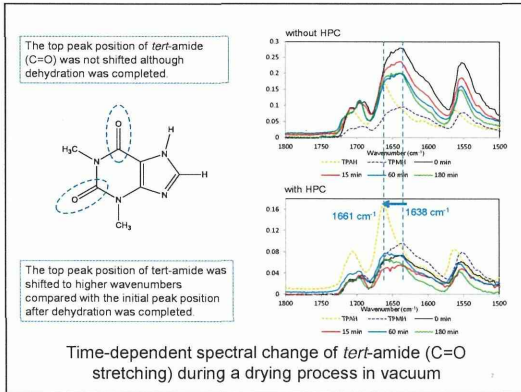 The top peak position of tert-amide
(C=O) was not shifted although
dehydration was completed.
O
H
H₃C
N
N
H
O
N
N
CH₃
The top peak position of tert-amide was
shifted to higher wavenumbers
compared with the initial peak position
after dehydration was completed.
without HPC
0.3
0.25
0.2
0.15
0.1
0.05
0
1800 1750 1700 1650 1600 1550 1500
Wavenumber (cm⁻¹)
TPAH TPMH 0 min
15 min 60 min 180 min
with HPC
0.16
0.12
0.08
0.04
0
1661 cm⁻¹ 1638 cm⁻¹
1800 1750 1700 1650 1600 1550 1500
Wavenumber (cm⁻¹)
TPAH TPMH 0 min
15 min 60 min 180 min
Time-dependent spectral change of tert-amide (C=O
stretching) during a drying process in vacuum